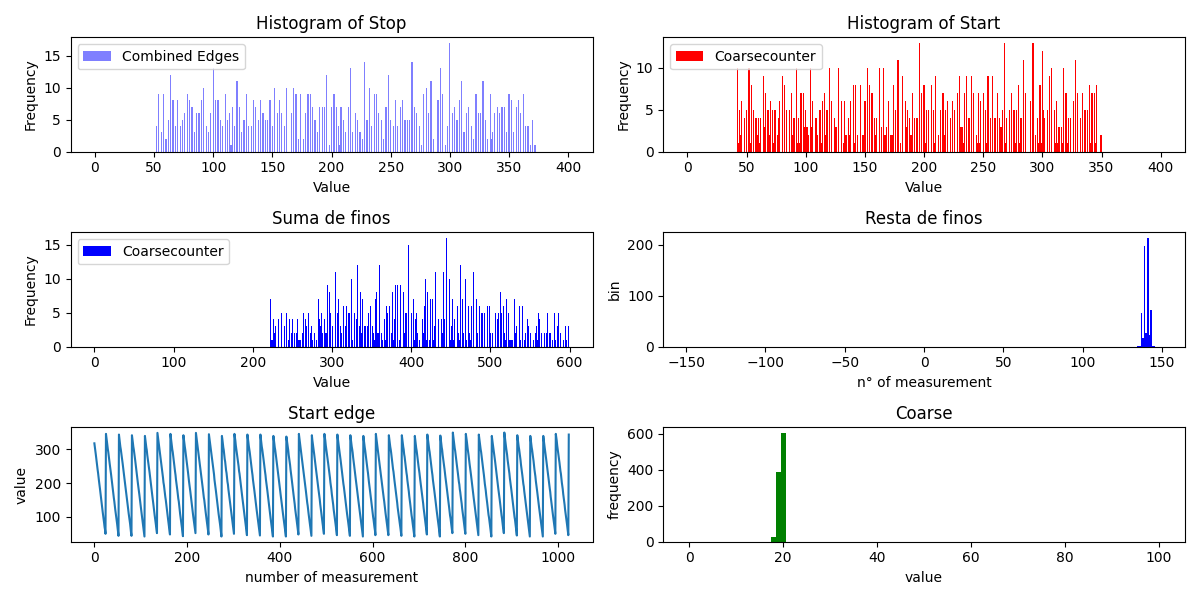 Histogram of Stop
Combined Edges
Frequency
15
10
5
0
0 50 100 150 200 250 300 350 400
Value
Histogram of Start
Coarsecounter
Frequency
10
5
0
0 50 100 150 200 250 300 350 400
Value
Suma de finos
Coarsecounter
Frequency
15
10
5
0
0 100 200 300 400 500 600
Value
Resta de finos
bin
200
100
0
−150 −100 −50 0 50 100 150
n° of measurement
Start edge
value
300
200
100
0 200 400 600 800 1000
number of measurement
Coarse
frequency
600
400
200
0
0 20 40 60 80 100
value